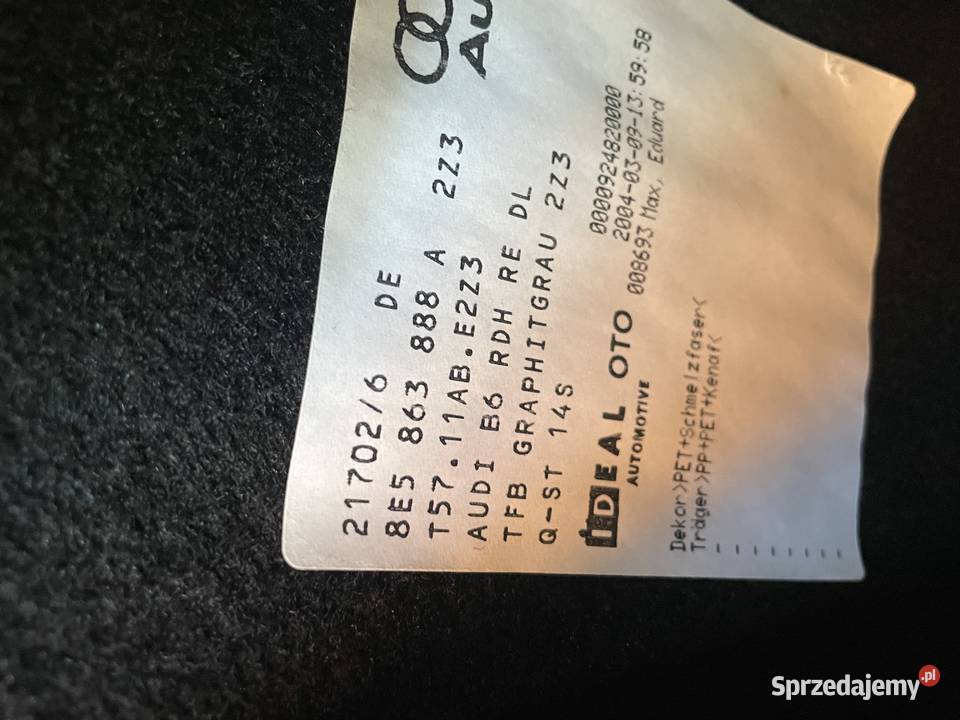 21702/6 DE
8E5 863 888 A 2Z3
T57.11AB.E2Z3
AUDI B6 RDH RE DL
TFB GRAPHITGRAU 2Z3
Q-ST 14S
IDEAL OTO
AUTOMOTIVE
0000924820000
2004-03-09-13:59:58
008693 Max, Eduard
Dekor>PET+Schmelzfaser<
Träger>PP+PET+Kenaf<
-
-
-
-
-
-
-
-
Sprzedajemy.pl